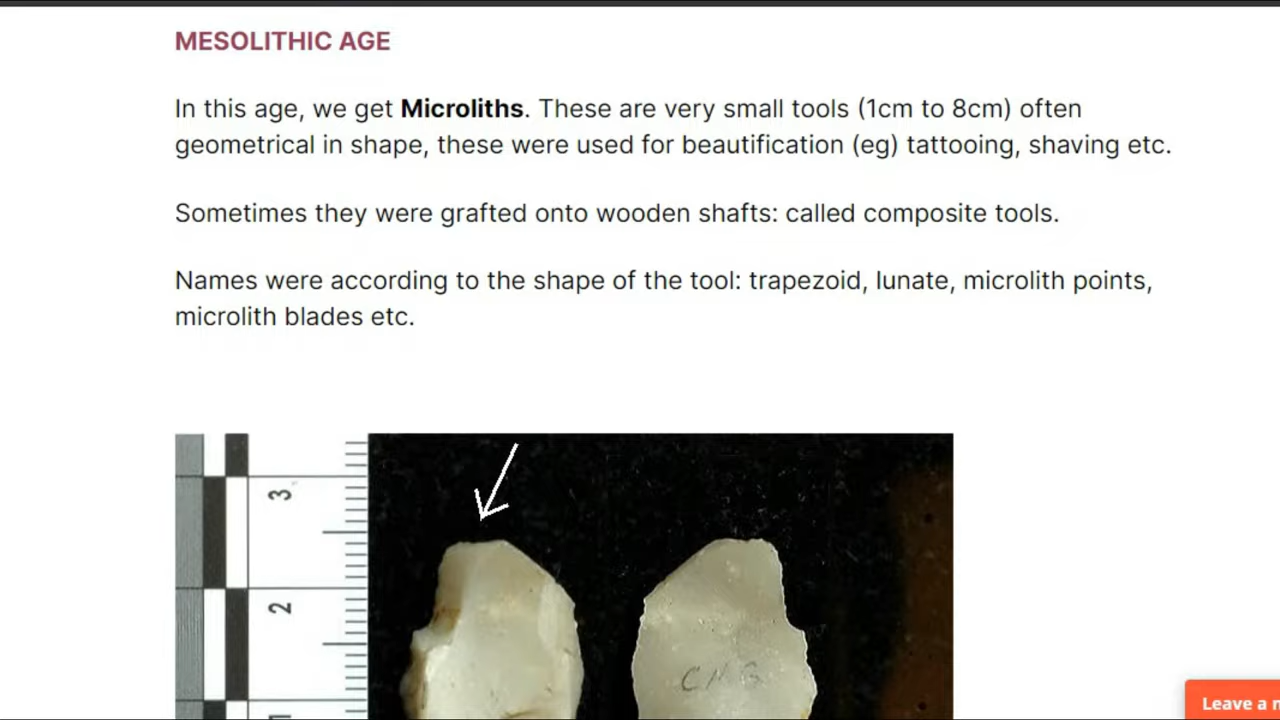 MESOLITHIC AGE
In this age, we get Microliths. These are very small tools (1cm to 8cm) often
geometrical in shape, these were used for beautification (eg) tattooing, shaving etc.
Sometimes they were grafted onto wooden shafts: called composite tools.
Names were according to the shape of the tool: trapezoid, lunate, microlith points,
microlith blades etc.
3
2
1
Leave a